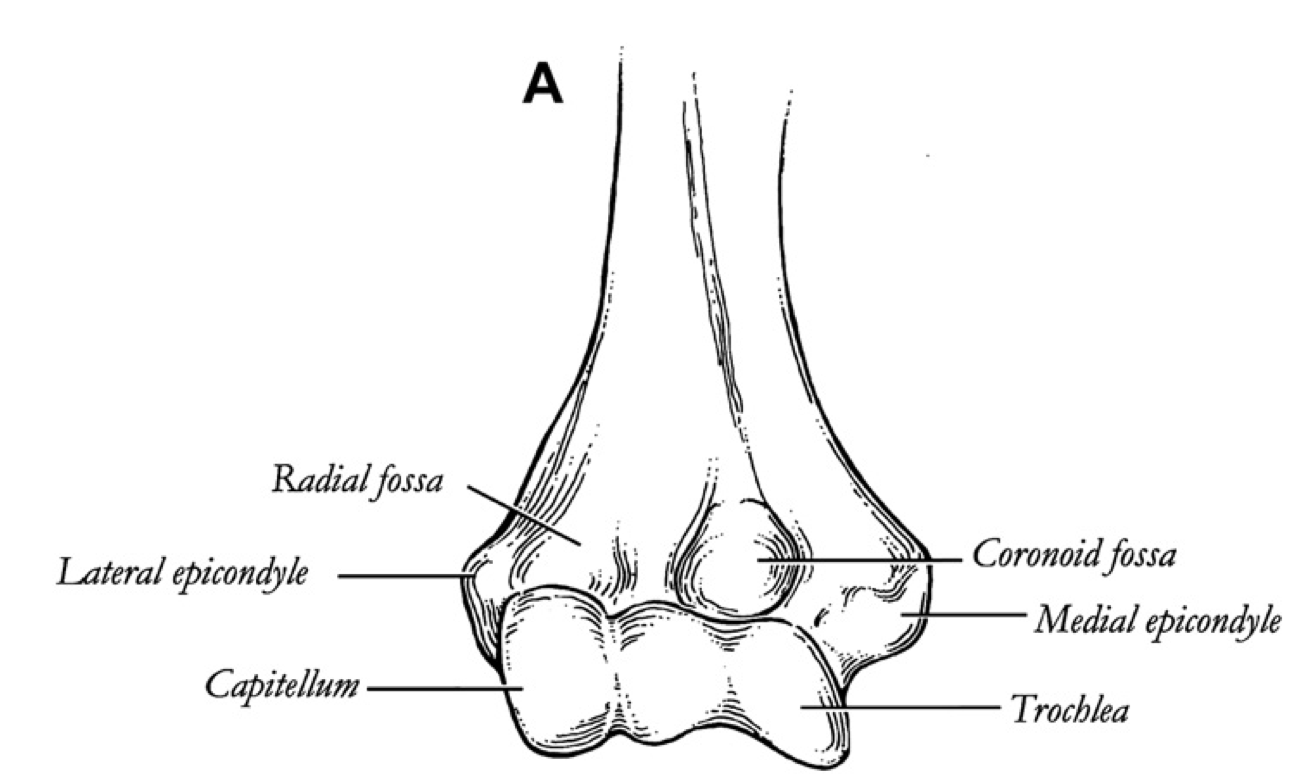 A
Radial fossa
Lateral epicondyle
Coronoid fossa
Medial epicondyle
Capitellum
Trochlea